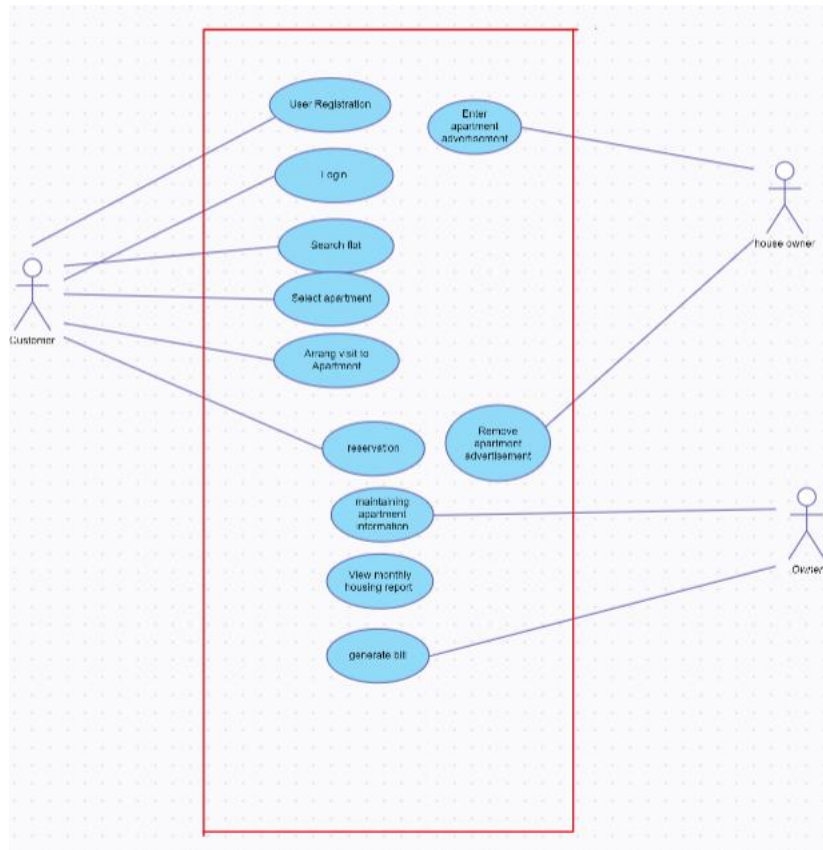 User Registration
Enter
apartment
advertisement
Login
house owner
Search flat
Select apartment
Customer
Arrang visit to
Apartment
Remove
apartment
advertisement
reservation
maintaining
apartment
information
Owner
View monthly
housing report
generate bill